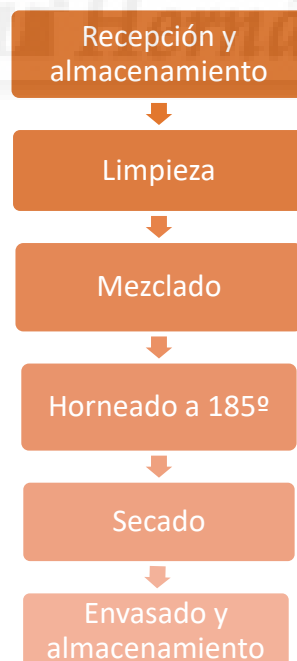 Recepción y
almacenamiento
Limpieza
Mezclado
Horneado a 185º
Secado
Envasado y
almacenamiento